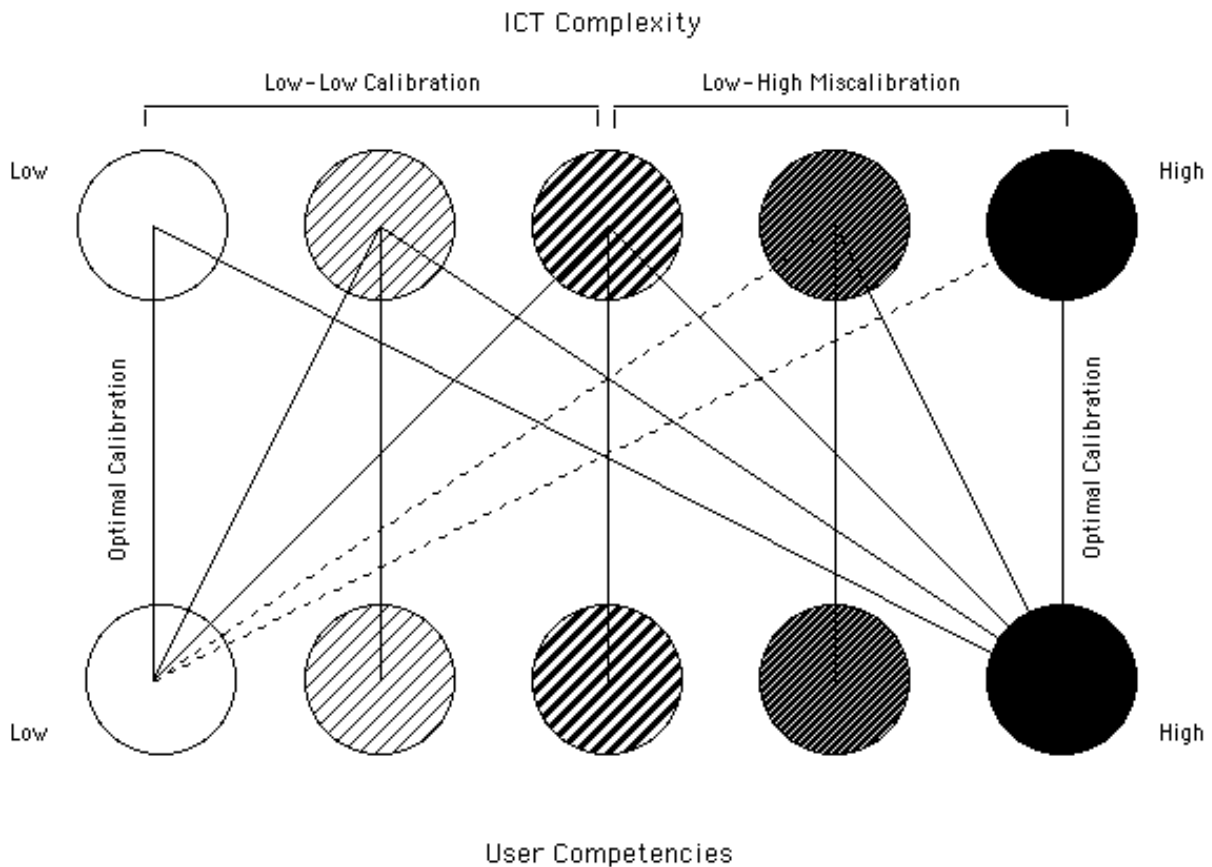 ICT Complexity
Low-Low Calibration
Low-High Miscalibration
Low
High
Optimal Calibration
Optimal Calibration
Low
High
User Competencies